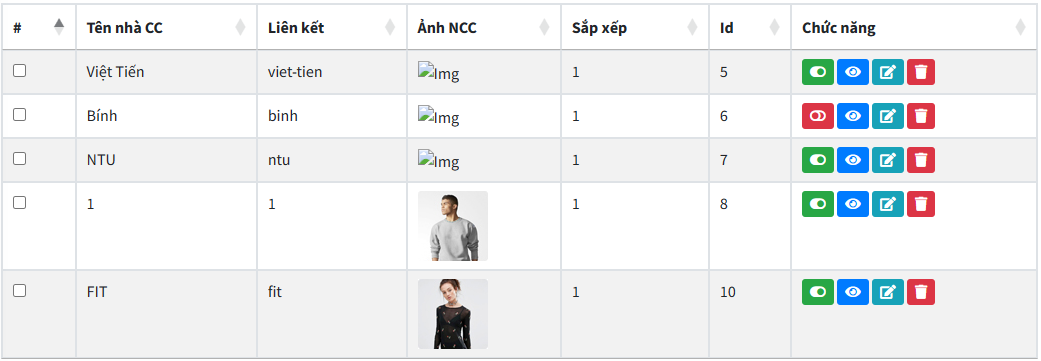 # Tên nhà CC Liên kết Ảnh NCC Sắp xếp Id Chức năng
Việt Tiến viet-tien Img 1 5
Bính binh Img 1 6
NTU ntu Img 1 7
1 1 1 8
FIT fit 1 10